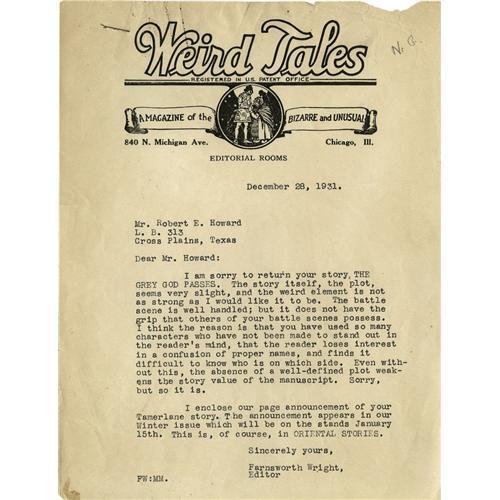 N.G.
Weird Tales
REGISTERED IN U.S. PATENT OFFICE
A MAGAZINE of the BIZARRE and UNUSUAL
840 N. Michigan Ave. Chicago, Ill.
EDITORIAL ROOMS
December 28, 1931.
Mr. Robert E. Howard
L. B. 313
Cross Plains, Texas
Dear Mr. Howard:
I am sorry to return your story, THE
GREY GOD PASSES. The story itself, the plot,
seems very slight, and the weird element is not
as strong as I would like it to be. The battle
scene is well handled; but it does not have the
grip that others of your battle scenes possess.
I think the reason is that you have used so many
characters who have not been made to stand out in
the reader's mind, that the reader loses interest
in a confusion of proper names, and finds it
difficult to know who is on which side. Even with-
out this, the absence of a well-defined plot weak-
ens the story value of the manuscript. Sorry,
but so it is.
I enclose our page announcement of your
Tamerlane story. The announcement appears in our
Winter issue which will be on the stands January
15th. This is, of course, in ORIENTAL STORIES.
Sincerely yours,
Farnsworth Wright,
Editor
FW:MM.